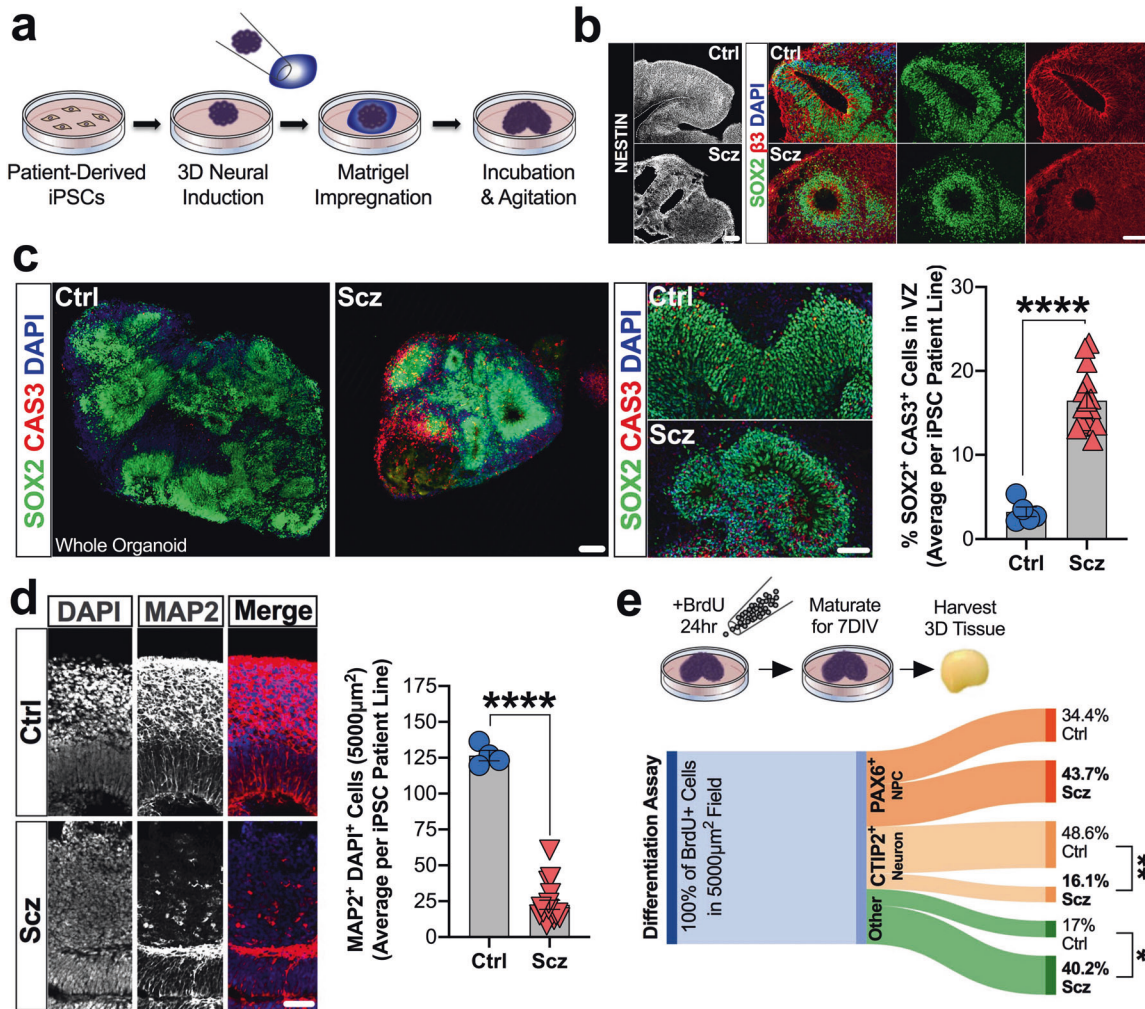 a
Patient-Derived
iPSCs
3D Neural
Induction
Matrigel
Impregnation
Incubation
& Agitation
b
NESTIN
Ctrl
Scz
SOX2 β3 DAPI
Ctrl
Scz
c
SOX2 CAS3 DAPI
Ctrl
Whole Organoid
Scz
SOX2 CAS3 DAPI
Ctrl
Scz
% SOX2⁺ CAS3⁺ Cells in VZ
(Average per iPSC Patient Line)
30
20
10
0
****
Ctrl
Scz
d
DAPI
MAP2
Merge
Ctrl
Scz
MAP2⁺ DAPI⁺ Cells (5000µm²)
(Average per iPSC Patient Line)
175
150
125
100
75
50
25
0
****
Ctrl
Scz
e
+BrdU
24hr
Maturate
for 7DIV
Harvest
3D Tissue
Differentiation Assay
100% of BrdU+ Cells
in 5000µm² Field
PAX6⁺
NPC
CTIP2⁺
Neuron
Other
34.4%
Ctrl
43.7%
Scz
48.6%
Ctrl
16.1%
Scz
**
17%
Ctrl
40.2%
Scz
*